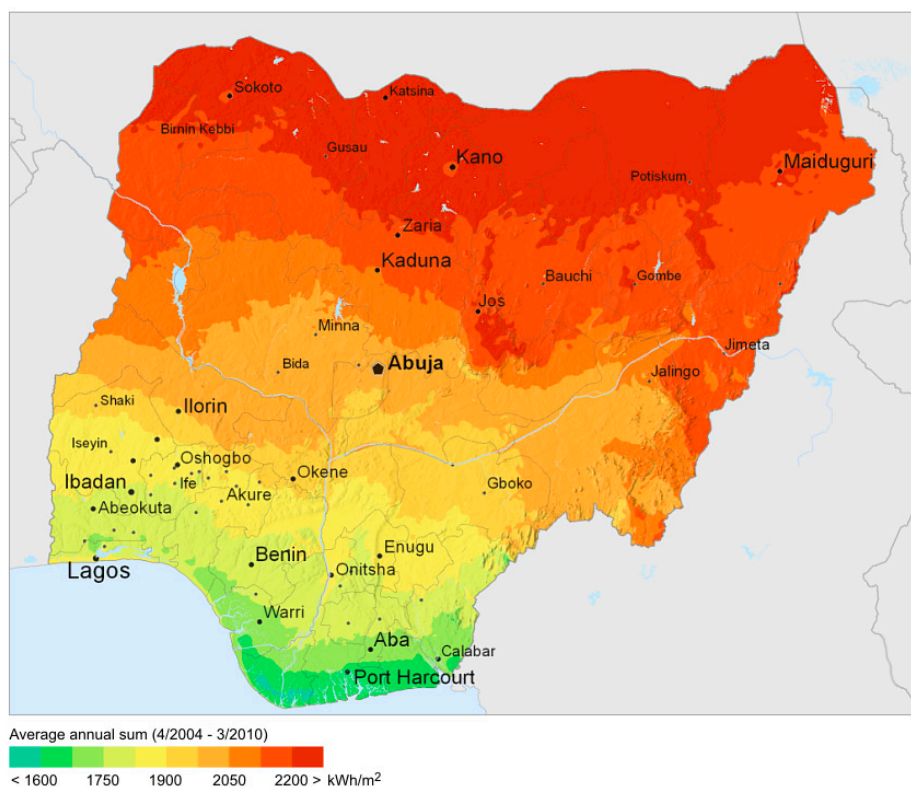 Sokoto
Katsina
Birnin Kebbi
Gusau
Kano
Potiskum
Maiduguri
Zaria
Kaduna
Bauchi
Gombe
Jos
Minna
Jimeta
Bida
Abuja
Jalingo
Shaki
Ilorin
Iseyin
Oshogbo
Okene
Ibadan
Ife
Akure
Gboko
Abeokuta
Benin
Enugu
Lagos
Onitsha
Warri
Aba
Calabar
Port Harcourt
Average annual sum (4/2004 - 3/2010)
< 1600 1750 1900 2050 2200 > kWh/m²